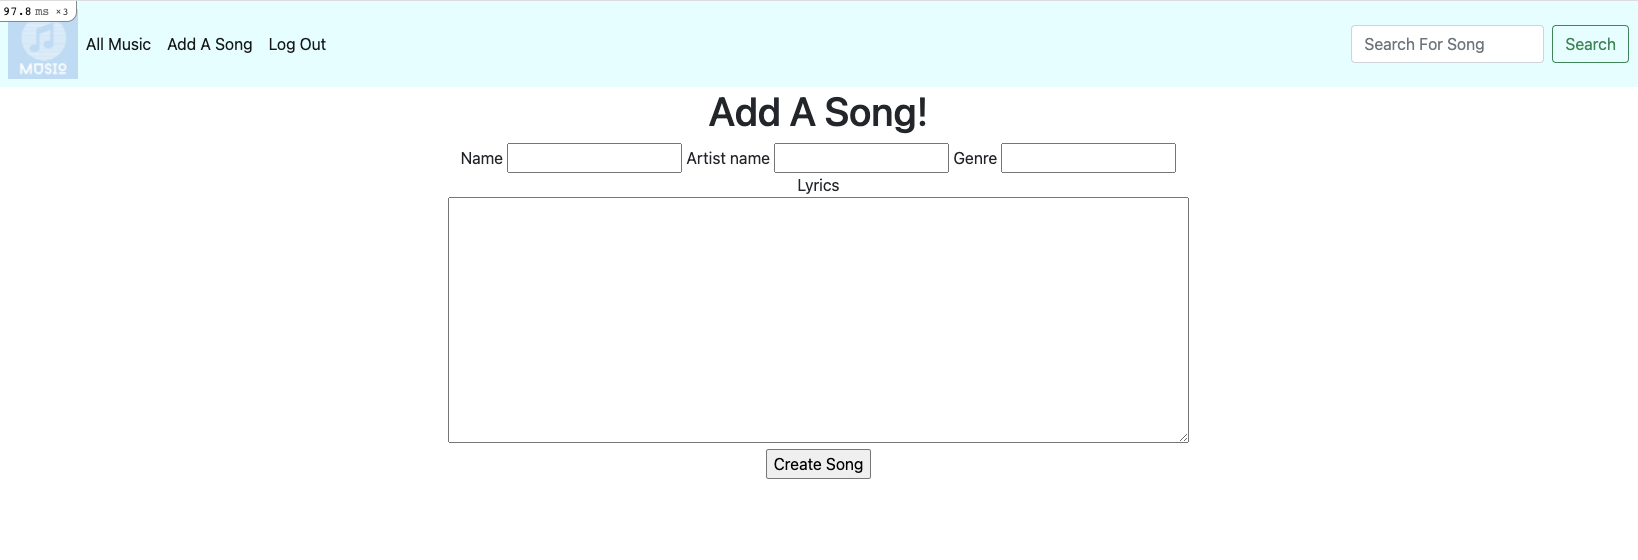 97.8 ms ×3
MUSIQ
All Music Add A Song Log Out Search For Song Search
Add A Song!
Name Artist name Genre
Lyrics
Create Song